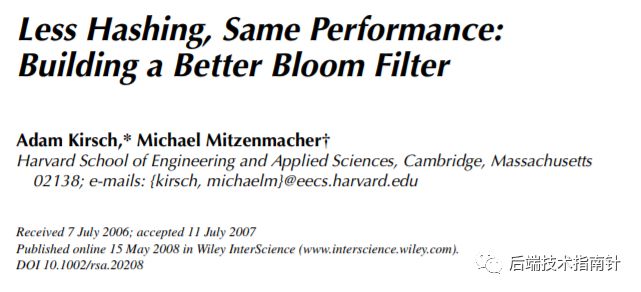 Less Hashing, Same Performance:
Building a Better Bloom Filter
Adam Kirsch,* Michael Mitzenmacher†
Harvard School of Engineering and Applied Sciences, Cambridge, Massachusetts
02138; e-mails: {kirsch, michaelm}@eecs.harvard.edu
Received 7 July 2006; accepted 11 July 2007
Published online 15 May 2008 in Wiley InterScience (www.interscience.wiley.com).
DOI 10.1002/rsa.20208
后端技术指南针